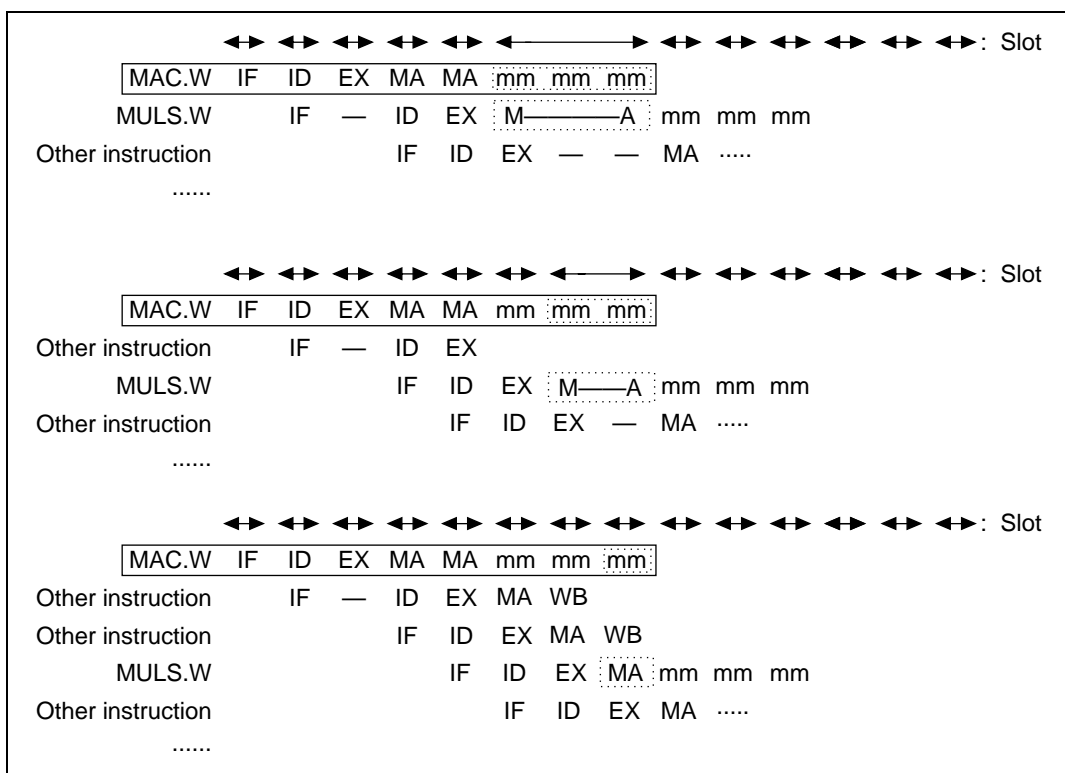 : Slot
MAC.W IF ID EX MA MA mm mm mm
MULS.W IF — ID EX M————A mm mm mm
Other instruction IF ID EX — — MA .....
......
: Slot
MAC.W IF ID EX MA MA mm mm mm
Other instruction IF — ID EX
MULS.W IF ID EX M——A mm mm mm
Other instruction IF ID EX — MA .....
......
: Slot
MAC.W IF ID EX MA MA mm mm mm
Other instruction IF — ID EX MA WB
Other instruction IF ID EX MA WB
MULS.W IF ID EX MA mm mm mm
Other instruction IF ID EX MA .....
......